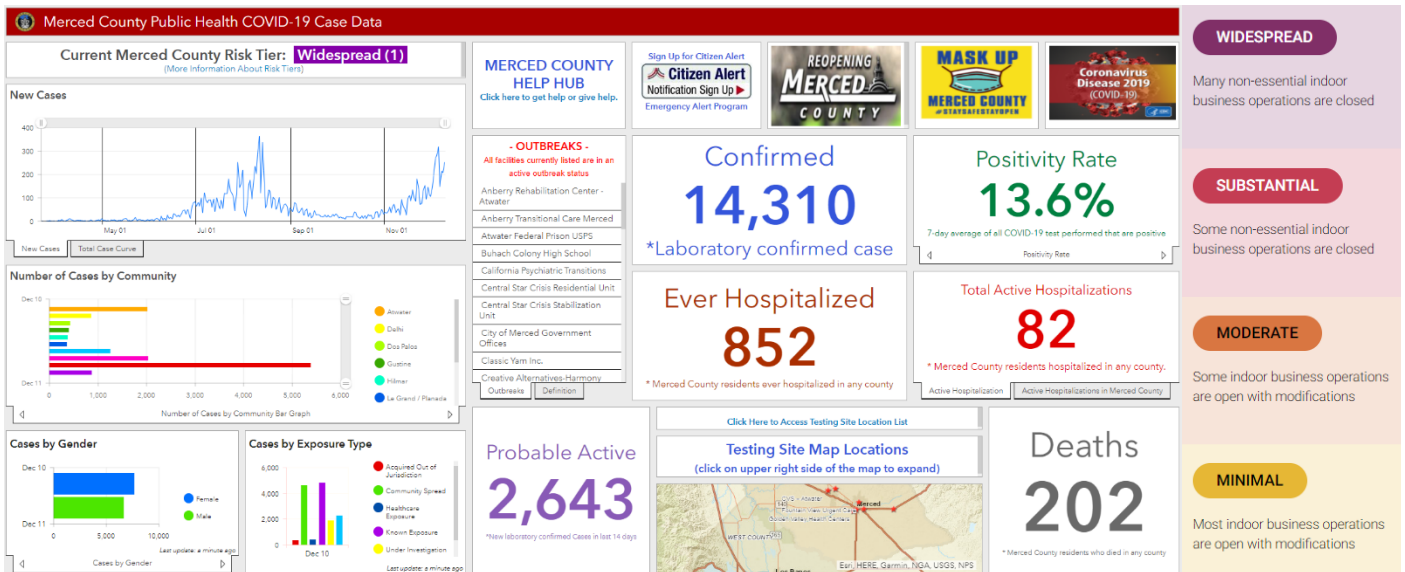 Merced County Public Health COVID-19 Case Data
Current Merced County Risk Tier: Widespread (1)
(More Information About Risk Tiers)
New Cases
400
300
200
100
0
May 01
Jul 01
Sep 01
Nov 01
New Cases
Total Case Curve
Number of Cases by Community
Dec 10
Dec 11
0
1,000
2,000
3,000
4,000
5,000
6,000
Atwater
Delhi
Dos Palos
Gustine
Hilmar
Le Grand / Planada
Number of Cases by Community Bar Graph
Cases by Gender
Dec 10
Dec 11
0
5,000
10,000
Female
Male
Last update: a minute ago
Cases by Gender
Cases by Exposure Type
6,000
4,000
2,000
0
Dec 10
Acquired Out of
Jurisdiction
Community Spread
Healthcare
Exposure
Known Exposure
Under Investigation
Last update: a minute ago
MERCED COUNTY
HELP HUB
Click here to get help or give help.
Sign Up for Citizen Alert
Citizen Alert
Notification Sign Up
Emergency Alert Program
REOPENING
MERCED
COUNTY
MASK UP
MERCED COUNTY
#STAYSAFESTAYOPEN
Coronavirus
Disease 2019
(COVID-19)
- OUTBREAKS -
All facilities currently listed are in an
active outbreak status
Anberry Rehabilitation Center -
Atwater
Anberry Transitional Care Merced
Atwater Federal Prison USPS
Buhach Colony High School
California Psychiatric Transitions
Central Star Crisis Residential Unit
Central Star Crisis Stabilization
Unit
City of Merced Government
Offices
Classic Yam Inc.
Creative Alternatives-Harmony
Outbreaks
Definition
Confirmed
14,310
*Laboratory confirmed case
Positivity Rate
13.6%
7-day average of all COVID-19 test performed that are positive
Positivity Rate
Ever Hospitalized
852
* Merced County residents ever hospitalized in any county
Total Active Hospitalizations
82
* Merced County residents hospitalized in any county.
Active Hospitalization
Active Hospitalizations in Merced County
Probable Active
2,643
*New laboratory confirmed Cases in last 14 days
Click Here to Access Testing Site Location List
Testing Site Map Locations
(click on upper right side of the map to expand)
CVS - Atwater
Merced
Fountain View Urgent Care
Golden Valley Health Centers
WEST COUNTY
Los Banos
Esri, HERE, Garmin, NGA, USGS, NPS
Deaths
202
* Merced County residents who died in any county
WIDESPREAD
Many non-essential indoor
business operations are closed
SUBSTANTIAL
Some non-essential indoor
business operations are closed
MODERATE
Some indoor business operations
are open with modifications
MINIMAL
Most indoor business operations
are open with modifications